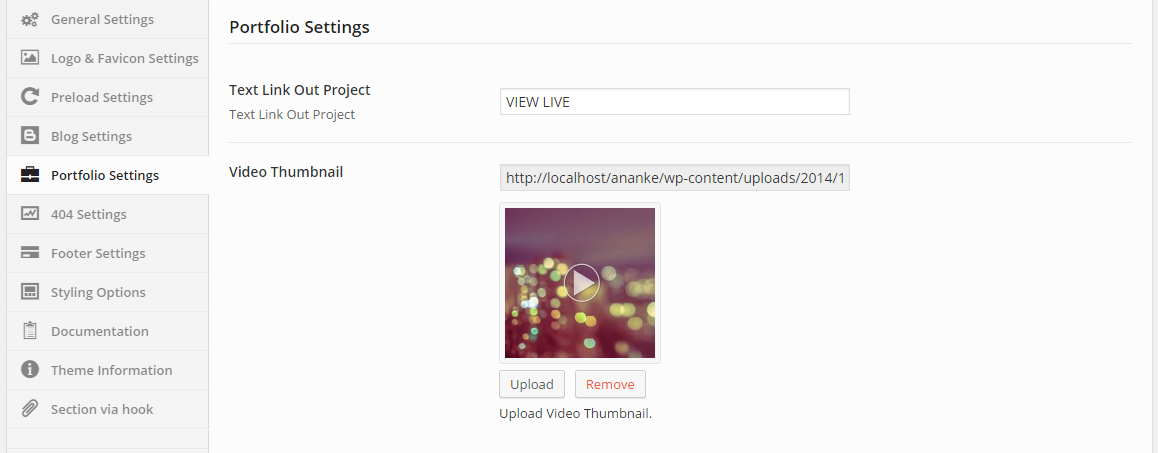 General Settings
Logo & Favicon Settings
Preload Settings
Blog Settings
Portfolio Settings
404 Settings
Footer Settings
Styling Options
Documentation
Theme Information
Section via hook
Portfolio Settings
Text Link Out Project
Text Link Out Project
VIEW LIVE
Video Thumbnail
http://localhost/ananke/wp-content/uploads/2014/1
Upload
Remove
Upload Video Thumbnail.